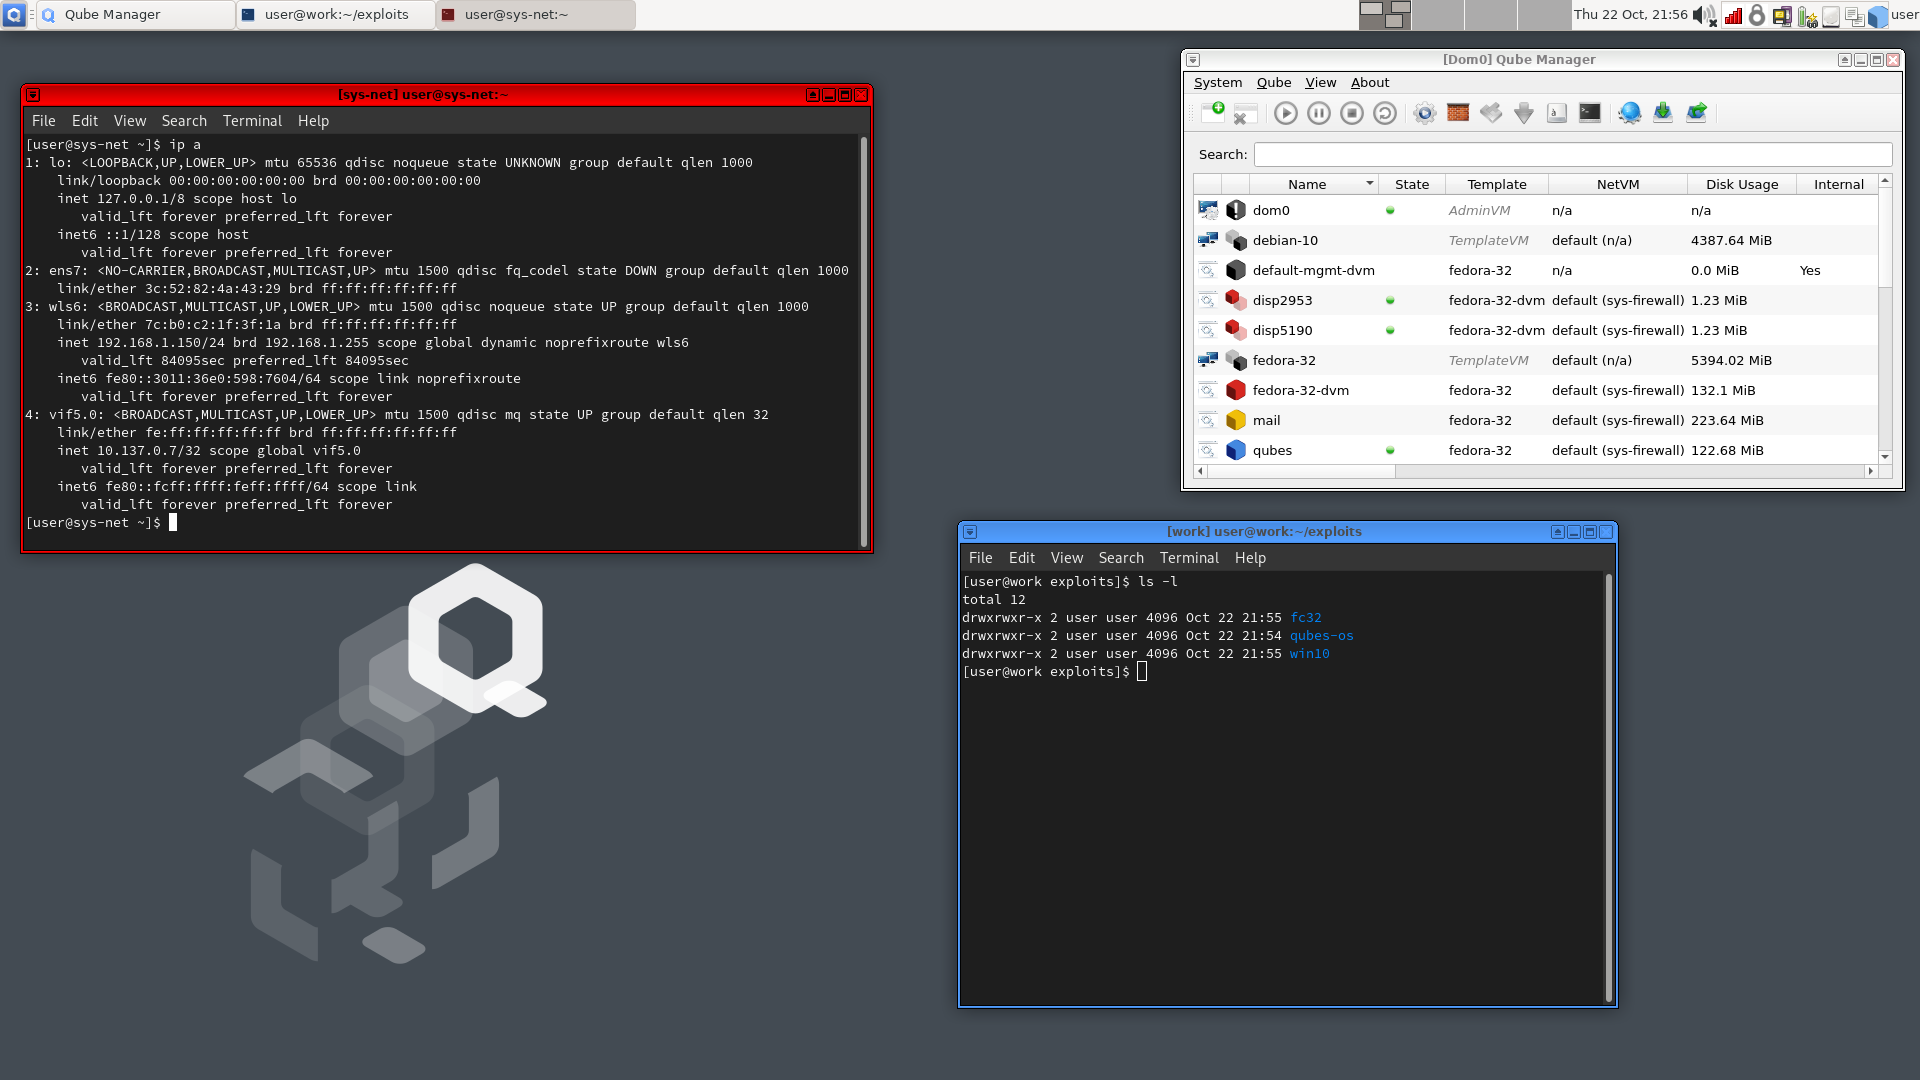 Qube Manager
user@work:~/exploits
user@sys-net:~
Thu 22 Oct, 21:56
user
[sys-net] user@sys-net:~
File Edit View Search Terminal Help
[user@sys-net ~]$ ip a
1: lo: <LOOPBACK,UP,LOWER_UP> mtu 65536 qdisc noqueue state UNKNOWN group default qlen 1000
    link/loopback 00:00:00:00:00:00 brd 00:00:00:00:00:00
    inet 127.0.0.1/8 scope host lo
       valid_lft forever preferred_lft forever
    inet6 ::1/128 scope host
       valid_lft forever preferred_lft forever
2: ens7: <NO-CARRIER,BROADCAST,MULTICAST,UP> mtu 1500 qdisc fq_codel state DOWN group default qlen 1000
    link/ether 3c:52:82:4a:43:29 brd ff:ff:ff:ff:ff:ff
3: wls6: <BROADCAST,MULTICAST,UP,LOWER_UP> mtu 1500 qdisc noqueue state UP group default qlen 1000
    link/ether 7c:b0:c2:1f:3f:1a brd ff:ff:ff:ff:ff:ff
    inet 192.168.1.150/24 brd 192.168.1.255 scope global dynamic noprefixroute wls6
       valid_lft 84095sec preferred_lft 84095sec
    inet6 fe80::3011:36e0:598:7604/64 scope link noprefixroute
       valid_lft forever preferred_lft forever
4: vif5.0: <BROADCAST,MULTICAST,UP,LOWER_UP> mtu 1500 qdisc mq state UP group default qlen 32
    link/ether fe:ff:ff:ff:ff:ff brd ff:ff:ff:ff:ff:ff
    inet 10.137.0.7/32 scope global vif5.0
       valid_lft forever preferred_lft forever
    inet6 fe80::fcff:ffff:feff:ffff/64 scope link
       valid_lft forever preferred_lft forever
[user@sys-net ~]$
[Dom0] Qube Manager
System Qube View About
Search:
Name State Template NetVM Disk Usage Internal
dom0 AdminVM n/a n/a
debian-10 TemplateVM default (n/a) 4387.64 MiB
default-mgmt-dvm fedora-32 n/a 0.0 MiB Yes
disp2953 fedora-32-dvm default (sys-firewall) 1.23 MiB
disp5190 fedora-32-dvm default (sys-firewall) 1.23 MiB
fedora-32 TemplateVM default (n/a) 5394.02 MiB
fedora-32-dvm fedora-32 default (sys-firewall) 132.1 MiB
mail fedora-32 default (sys-firewall) 223.64 MiB
qubes fedora-32 default (sys-firewall) 122.68 MiB
[work] user@work:~/exploits
File Edit View Search Terminal Help
[user@work exploits]$ ls -l
total 12
drwxrwxr-x 2 user user 4096 Oct 22 21:55 fc32
drwxrwxr-x 2 user user 4096 Oct 22 21:54 qubes-os
drwxrwxr-x 2 user user 4096 Oct 22 21:55 win10
[user@work exploits]$